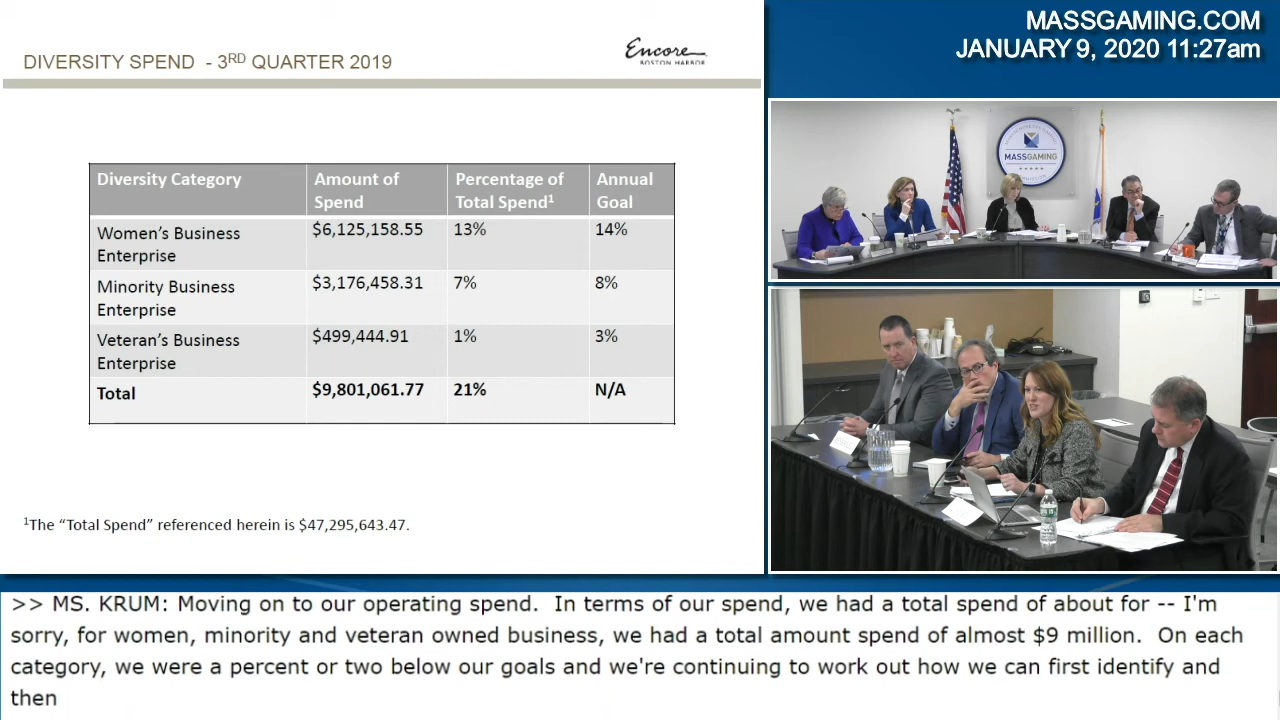 MASSGAMING.COM
JANUARY 9, 2020 11:27am
DIVERSITY SPEND - 3RD QUARTER 2019
Encore
BOSTON HARBOR
Diversity Category
Amount of Spend
Percentage of Total Spend1
Annual Goal
Women's Business Enterprise
$6,125,158.55
13%
14%
Minority Business Enterprise
$3,176,458.31
7%
8%
Veteran's Business Enterprise
$499,444.91
1%
3%
Total
$9,801,061.77
21%
N/A
1The “Total Spend” referenced herein is $47,295,643.47.
MASSGAMING
>> MS. KRUM: Moving on to our operating spend. In terms of our spend, we had a total spend of about for -- I'm
sorry, for women, minority and veteran owned business, we had a total amount spend of almost $9 million. On each
category, we were a percent or two below our goals and we're continuing to work out how we can first identify and
then